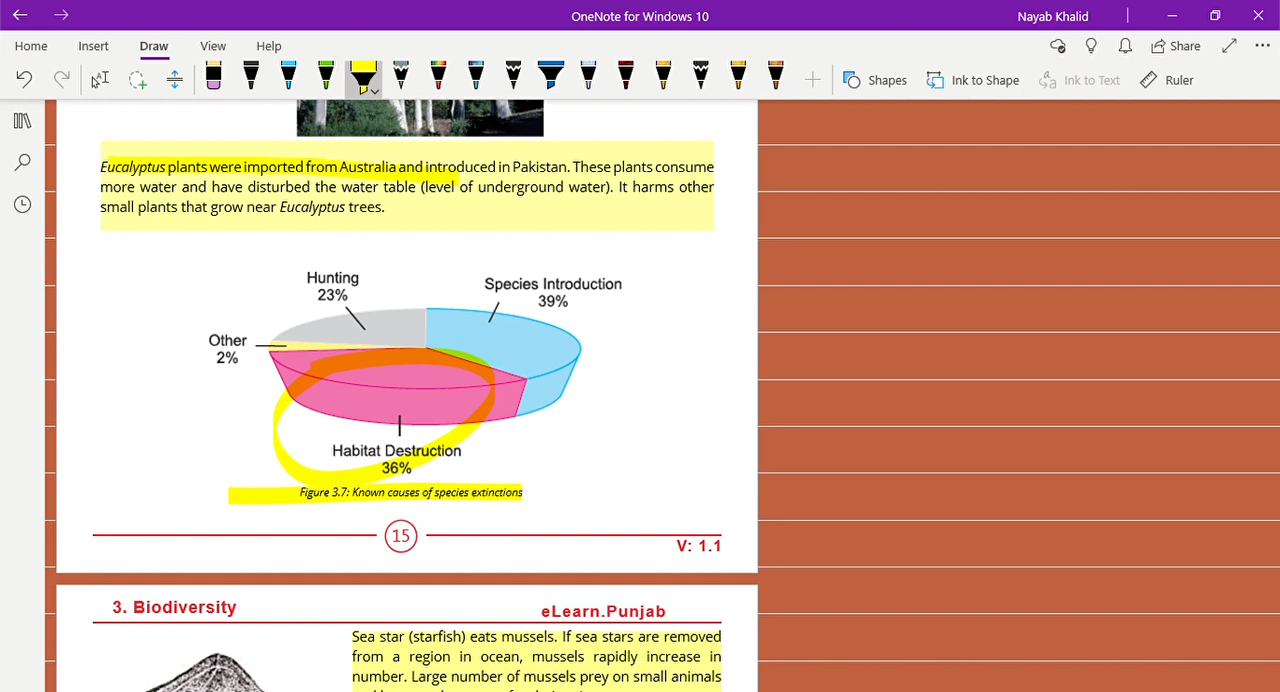 OneNote for Windows 10
Nayab Khalid
Home Insert Draw View Help
Share
Shapes
Ink to Shape
Ink to Text
Ruler
Eucalyptus plants were imported from Australia and introduced in Pakistan. These plants consume
more water and have disturbed the water table (level of underground water). It harms other
small plants that grow near Eucalyptus trees.
Hunting
23%
Species Introduction
39%
Other
2%
Habitat Destruction
36%
Figure 3.7: Known causes of species extinctions
15
V: 1.1
3. Biodiversity
eLearn.Punjab
Sea star (starfish) eats mussels. If sea stars are removed
from a region in ocean, mussels rapidly increase in
number. Large number of mussels prey on small animals